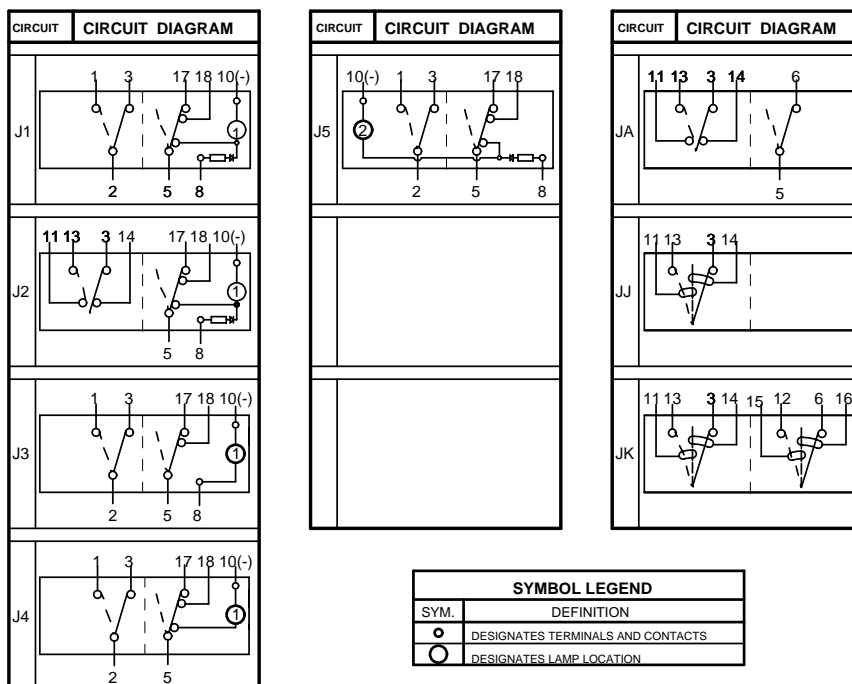 CIRCUIT CIRCUIT DIAGRAM
J1
1 3 17 18 10(-)
1
2 5 8
J2
11 13 3 14 17 18 10(-)
1
5 8
J3
1 3 17 18 10(-)
1
2 5 8
J4
1 3 17 18 10(-)
1
2 5
CIRCUIT CIRCUIT DIAGRAM
J5
10(-) 1 3 17 18
2
2 5 8
CIRCUIT CIRCUIT DIAGRAM
JA
11 13 3 14 6
5
JJ
11 13 3 14
JK
11 13 3 14 15 12 6 16
SYMBOL LEGEND
SYM. DEFINITION
DESIGNATES TERMINALS AND CONTACTS
DESIGNATES LAMP LOCATION